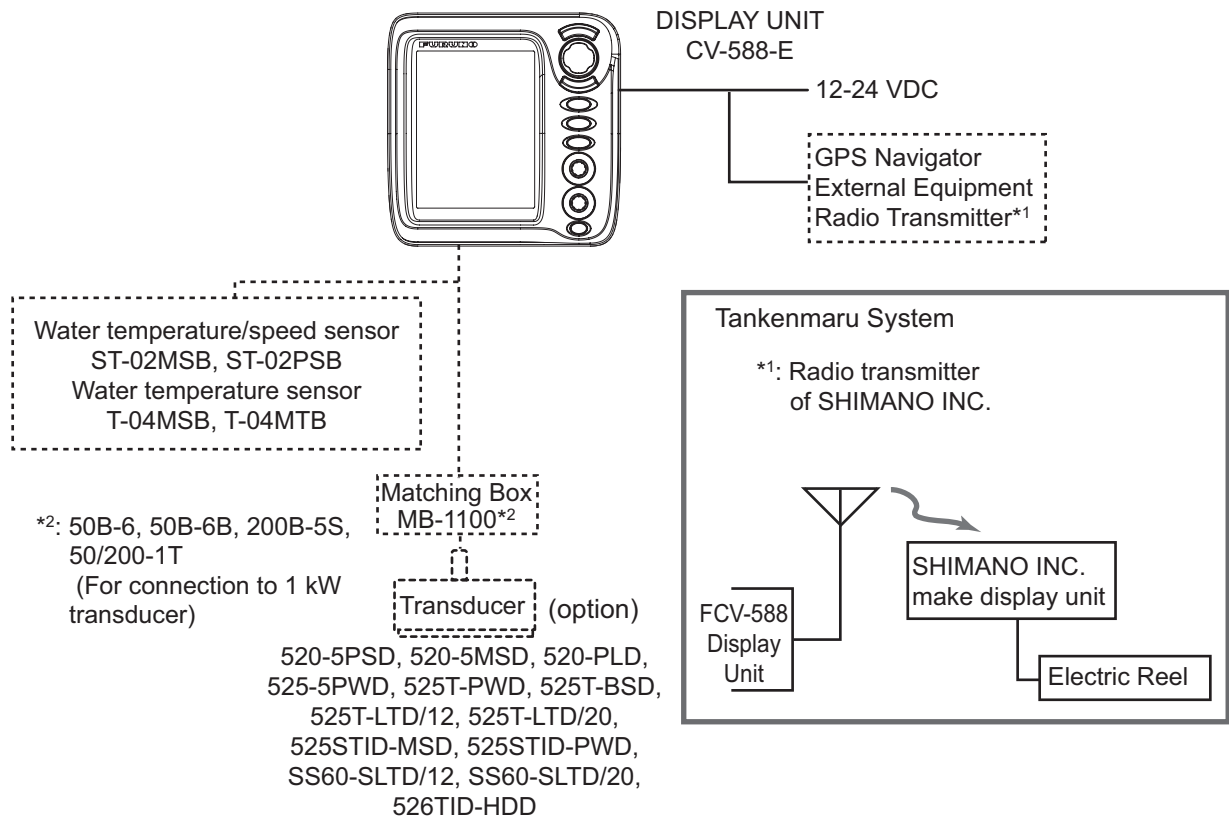 FURUNO
DISPLAY UNIT
CV-588-E
12-24 VDC
GPS Navigator
External Equipment
Radio Transmitter*1
Water temperature/speed sensor
ST-02MSB, ST-02PSB
Water temperature sensor
T-04MSB, T-04MTB
Matching Box
MB-1100*2
*2: 50B-6, 50B-6B, 200B-5S,
50/200-1T
(For connection to 1 kW
transducer)
Transducer
(option)
520-5PSD, 520-5MSD, 520-PLD,
525-5PWD, 525T-PWD, 525T-BSD,
525T-LTD/12, 525T-LTD/20,
525STID-MSD, 525STID-PWD,
SS60-SLTD/12, SS60-SLTD/20,
526TID-HDD
Tankenmaru System
*1: Radio transmitter
of SHIMANO INC.
FCV-588
Display
Unit
SHIMANO INC.
make display unit
Electric Reel